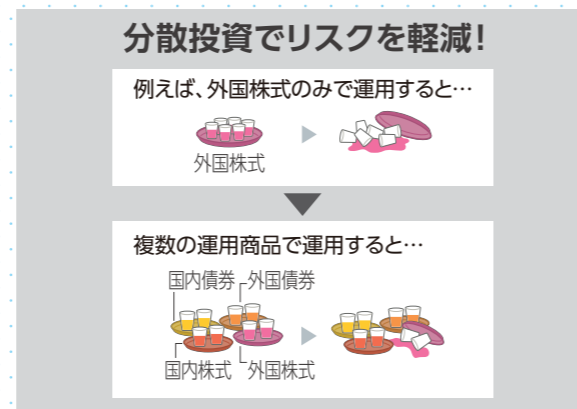 分散投資でリスクを軽減!
例えば、外国株式のみで運用すると…
外国株式
複数の運用商品で運用すると…
国内債券 外国債券
国内株式 外国株式